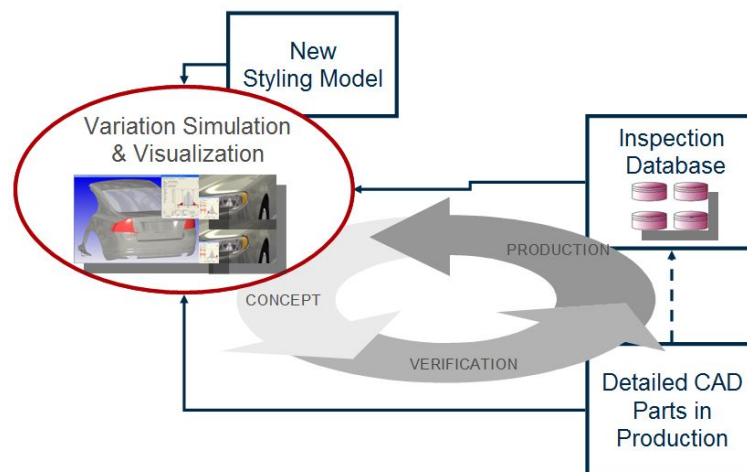 New
Styling Model
Variation Simulation
& Visualization
Inspection
Database
PRODUCTION
CONCEPT
VERIFICATION
Detailed CAD
Parts in
Production